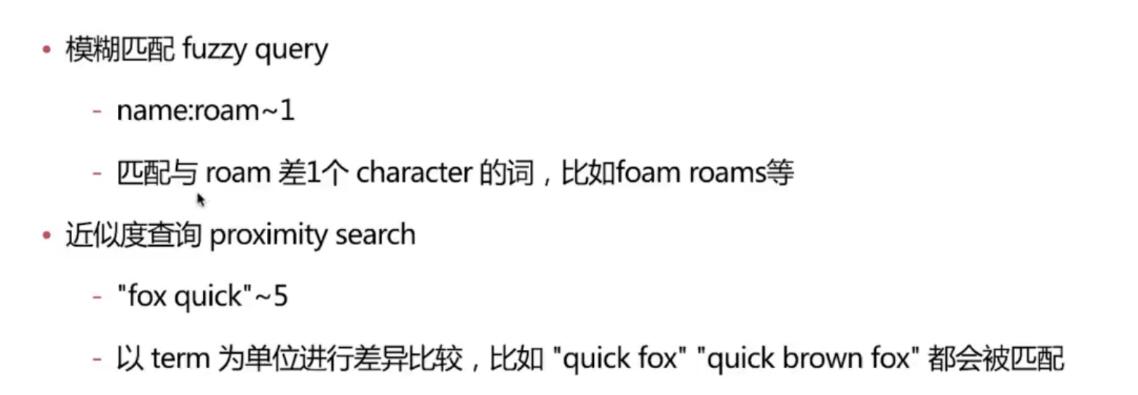 • 模糊匹配 fuzzy query
- name:roam~1
- 匹配与 roam 差1个 character 的词，比如foam roams等
• 近似度查询 proximity search
- "fox quick"~5
- 以 term 为单位进行差异比较，比如 "quick fox" "quick brown fox" 都会被匹配